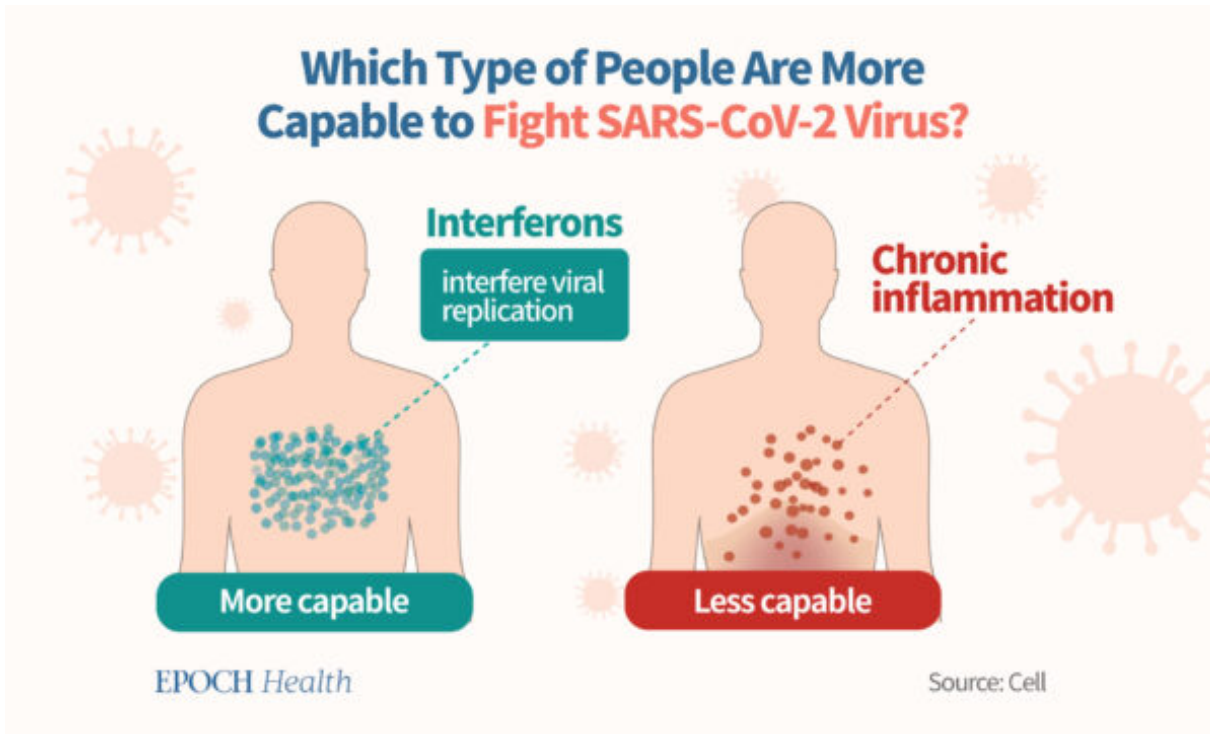 Which Type of People Are More
Capable to Fight SARS-CoV-2 Virus?
Interferons
interfere viral
replication
Chronic
inflammation
More capable
Less capable
EPOCH Health
Source: Cell